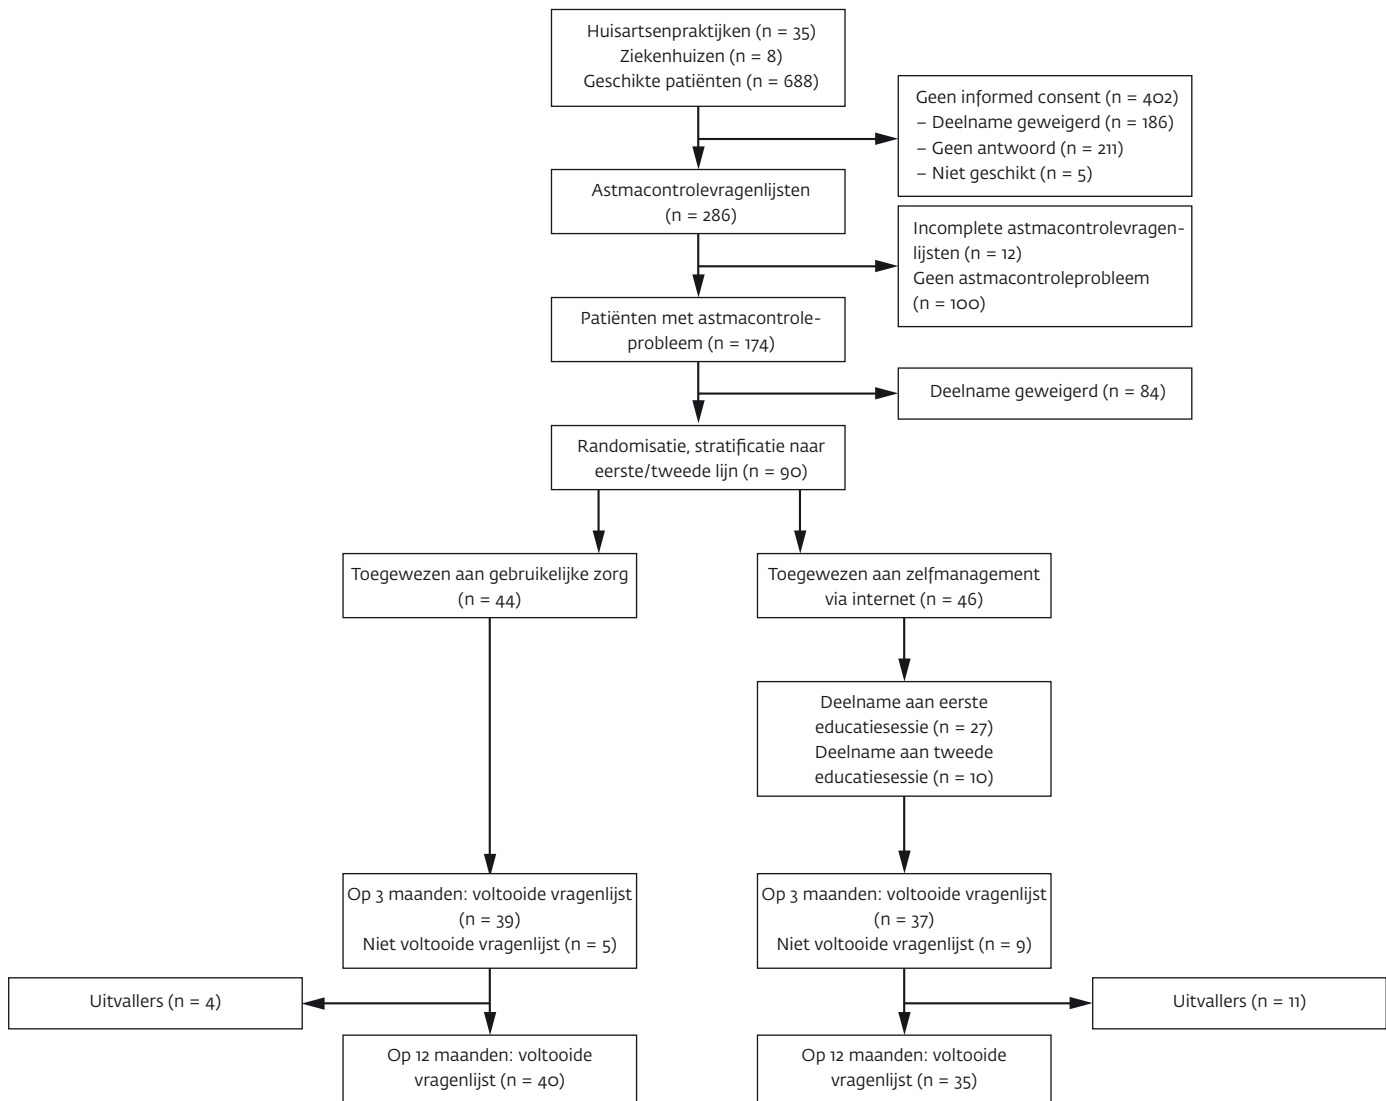 Huisartsenpraktijken (n = 35)
Ziekenhuizen (n = 8)
Geschikte patiënten (n = 688)
Geen informed consent (n = 402)
– Deelname geweigerd (n = 186)
– Geen antwoord (n = 211)
– Niet geschikt (n = 5)
Astmacontrolevragenlijsten
(n = 286)
Incomplete astmacontrolevragen-
lijsten (n = 12)
Geen astmacontroleprobleem
(n = 100)
Patiënten met astmacontrole-
probleem (n = 174)
Deelname geweigerd (n = 84)
Randomisatie, stratificatie naar
eerste/tweede lijn (n = 90)
Toegewezen aan gebruikelijke zorg
(n = 44)
Toegewezen aan zelfmanagement
via internet (n = 46)
Deelname aan eerste
educatiesessie (n = 27)
Deelname aan tweede
educatiesessie (n = 10)
Op 3 maanden: voltooide vragenlijst
(n = 39)
Niet voltooide vragenlijst (n = 5)
Op 3 maanden: voltooide vragenlijst
(n = 37)
Niet voltooide vragenlijst (n = 9)
Uitvallers (n = 4)
Uitvallers (n = 11)
Op 12 maanden: voltooide
vragenlijst (n = 40)
Op 12 maanden: voltooide
vragenlijst (n = 35)